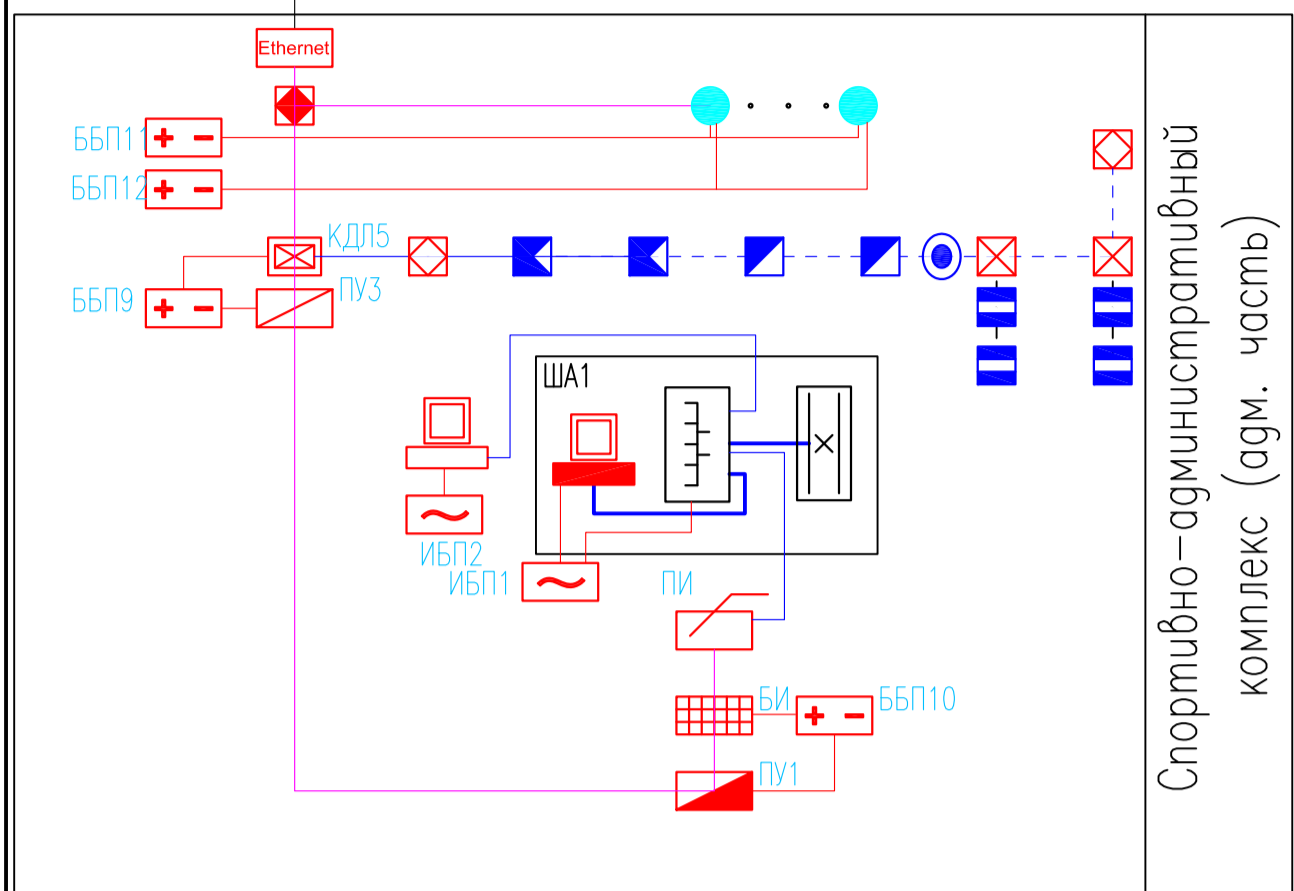 Ethernet
ББП11
ББП12
КДЛ5
ББП9
ПУ3
ША1
ИБП2
ИБП1
ПИ
БИ
ББП10
ПУ1
Спортивно-административный
комплекс (адм. часть)